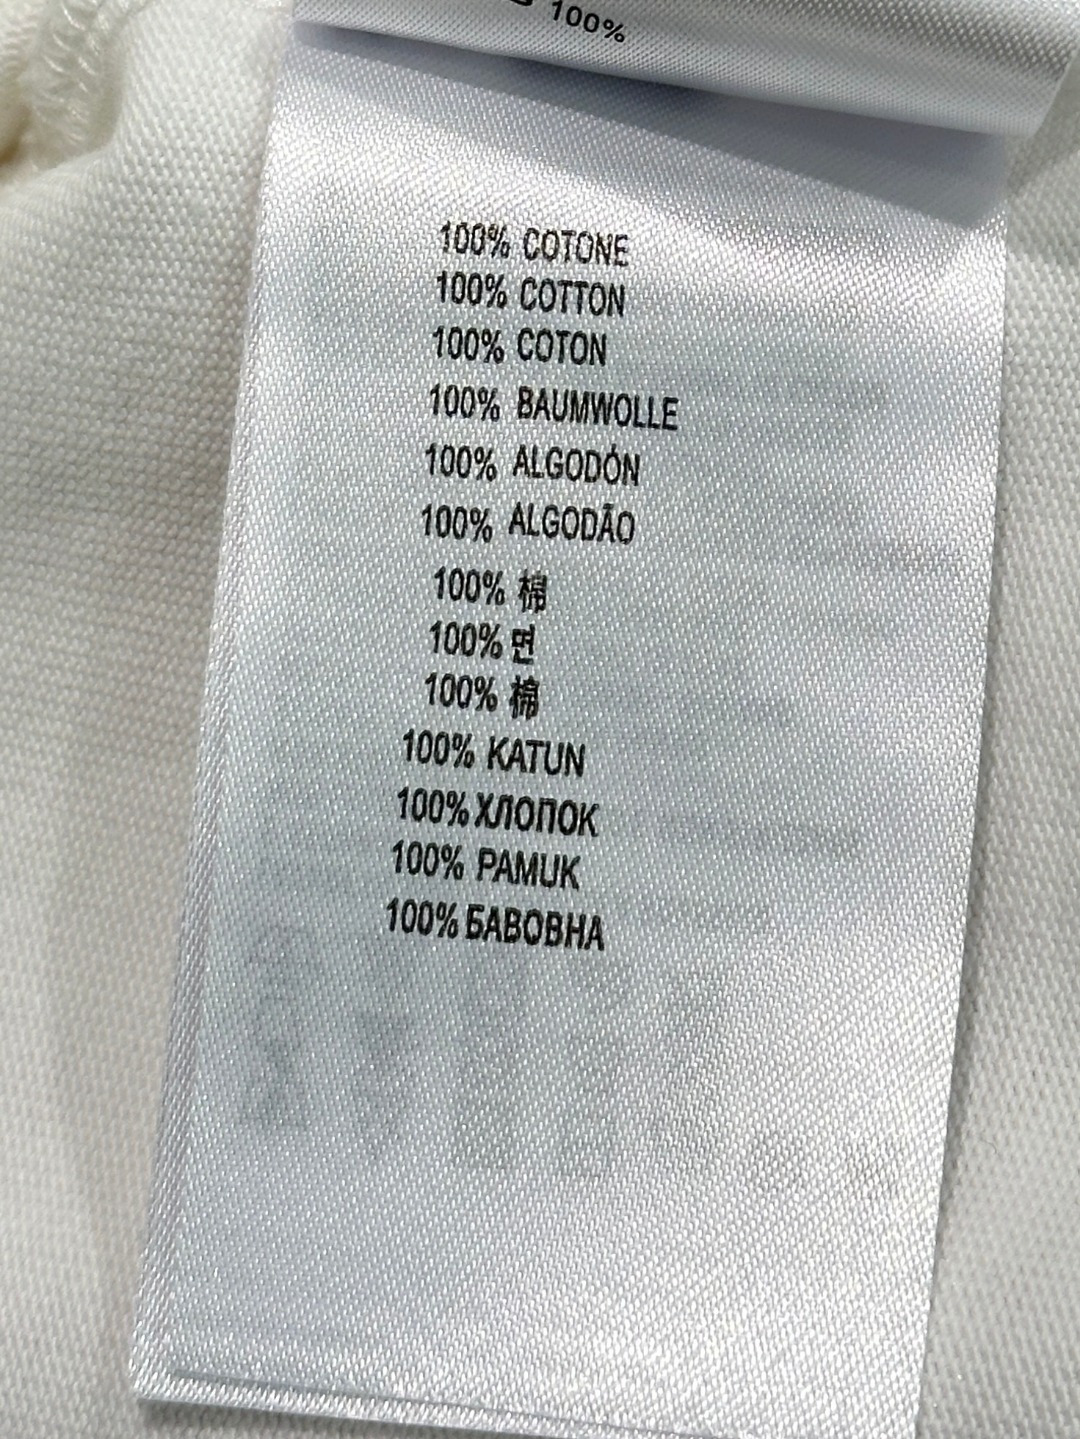 100%
100% COTONE
100% COTTON
100% COTON
100% BAUMWOLLE
100% ALGODÓN
100% ALGODÃO
100% 棉
100% 면
100% 棉
100% KATUN
100% ХЛОПОК
100% PAMUK
100% БАВОВНА